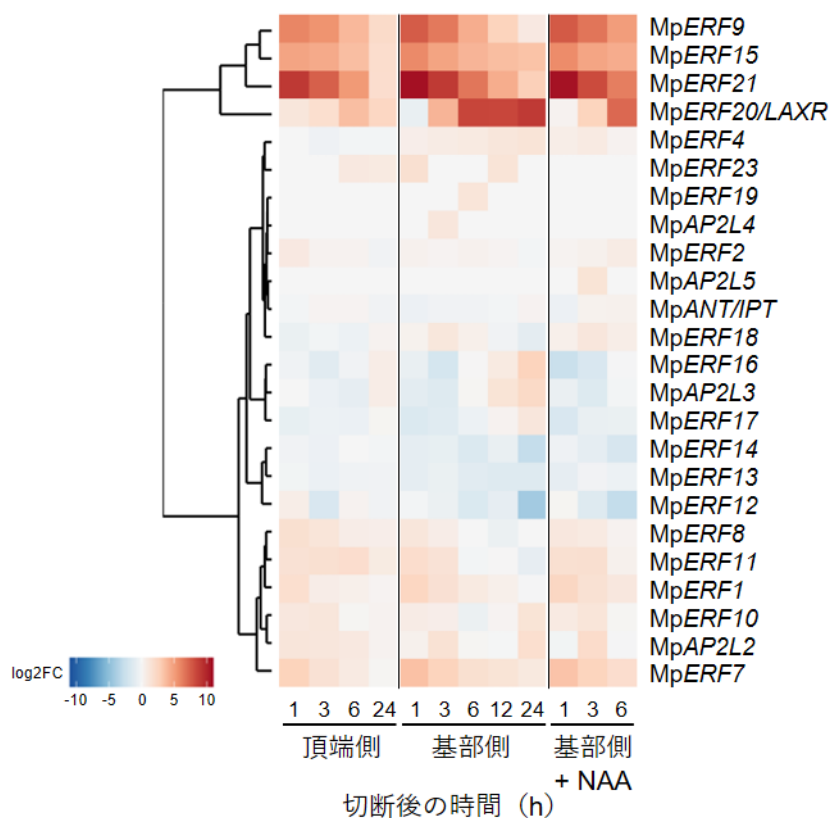 MpERF9
MpERF15
MpERF21
MpERF20/LAXR
MpERF4
MpERF23
MpERF19
MpAP2L4
MpERF2
MpAP2L5
MpANT/IPT
MpERF18
MpERF16
MpAP2L3
MpERF17
MpERF14
MpERF13
MpERF12
MpERF8
MpERF11
MpERF1
MpERF10
MpAP2L2
MpERF7
log2FC
-10 -5 0 5 10
1 3 6 24 1 3 6 12 24 1 3 6
頂端側 基部側 基部側
+ NAA
切断後の時間（h）